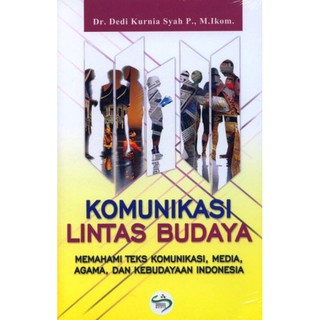 Dr. Dedi Kurnia Syah P., M.Ikom.
KOMUNIKASI
LINTAS BUDAYA
MEMAHAMI TEKS KOMUNIKASI, MEDIA,
AGAMA, DAN KEBUDAYAAN INDONESIA